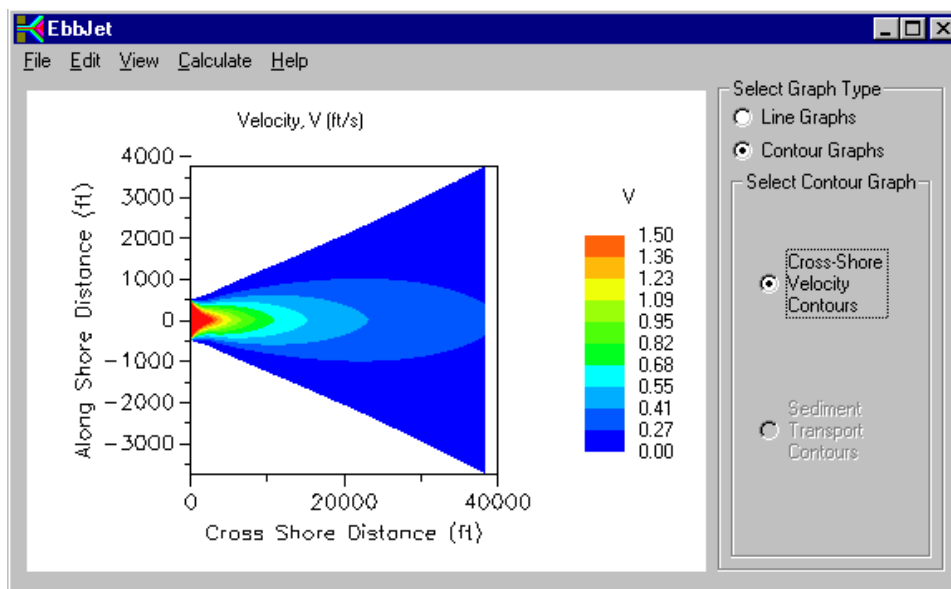 EbbJet
File Edit View Calculate Help
Velocity, V (ft/s)
4000
3000
2000
1000
0
-1000
-2000
-3000
Along Shore Distance (ft)
0 20000 40000
Cross Shore Distance (ft)
V
1.50
1.36
1.23
1.09
0.95
0.82
0.68
0.55
0.41
0.27
0.00
Select Graph Type
Line Graphs
Contour Graphs
Select Contour Graph
Cross-Shore
Velocity
Contours
Sediment
Transport
Contours